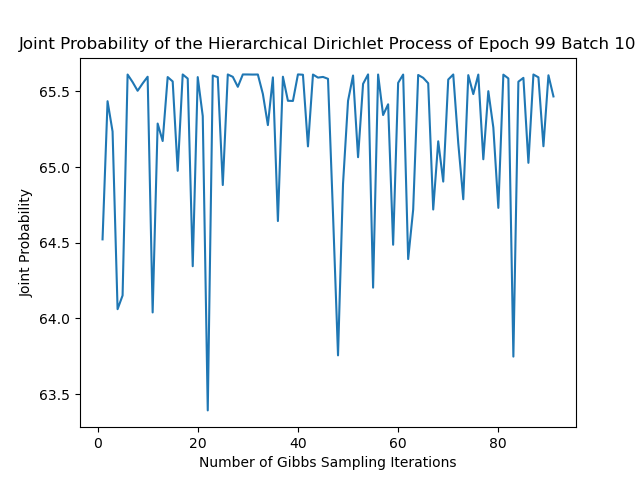 Joint Probability of the Hierarchical Dirichlet Process of Epoch 99 Batch 10
65.5
65.0
64.5
64.0
63.5
Joint Probability
0 20 40 60 80
Number of Gibbs Sampling Iterations